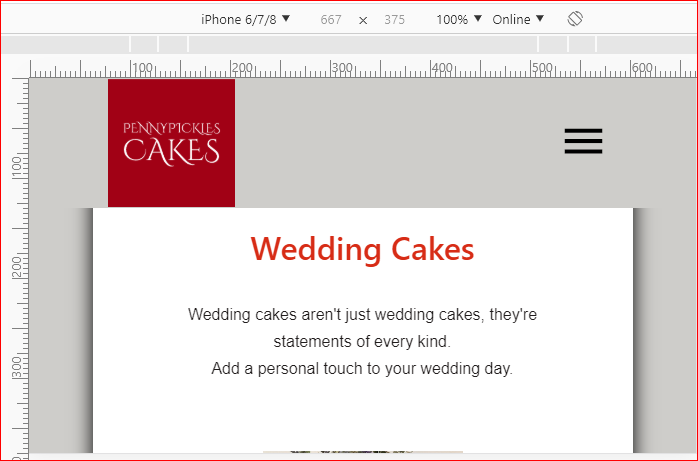 iPhone 6/7/8 ▼ 667 × 375 100% ▼ Online ▼
100 200 300 400 500 600
100
200
300
PENNYPICKLES
CAKES
Wedding Cakes
Wedding cakes aren't just wedding cakes, they're
statements of every kind.
Add a personal touch to your wedding day.